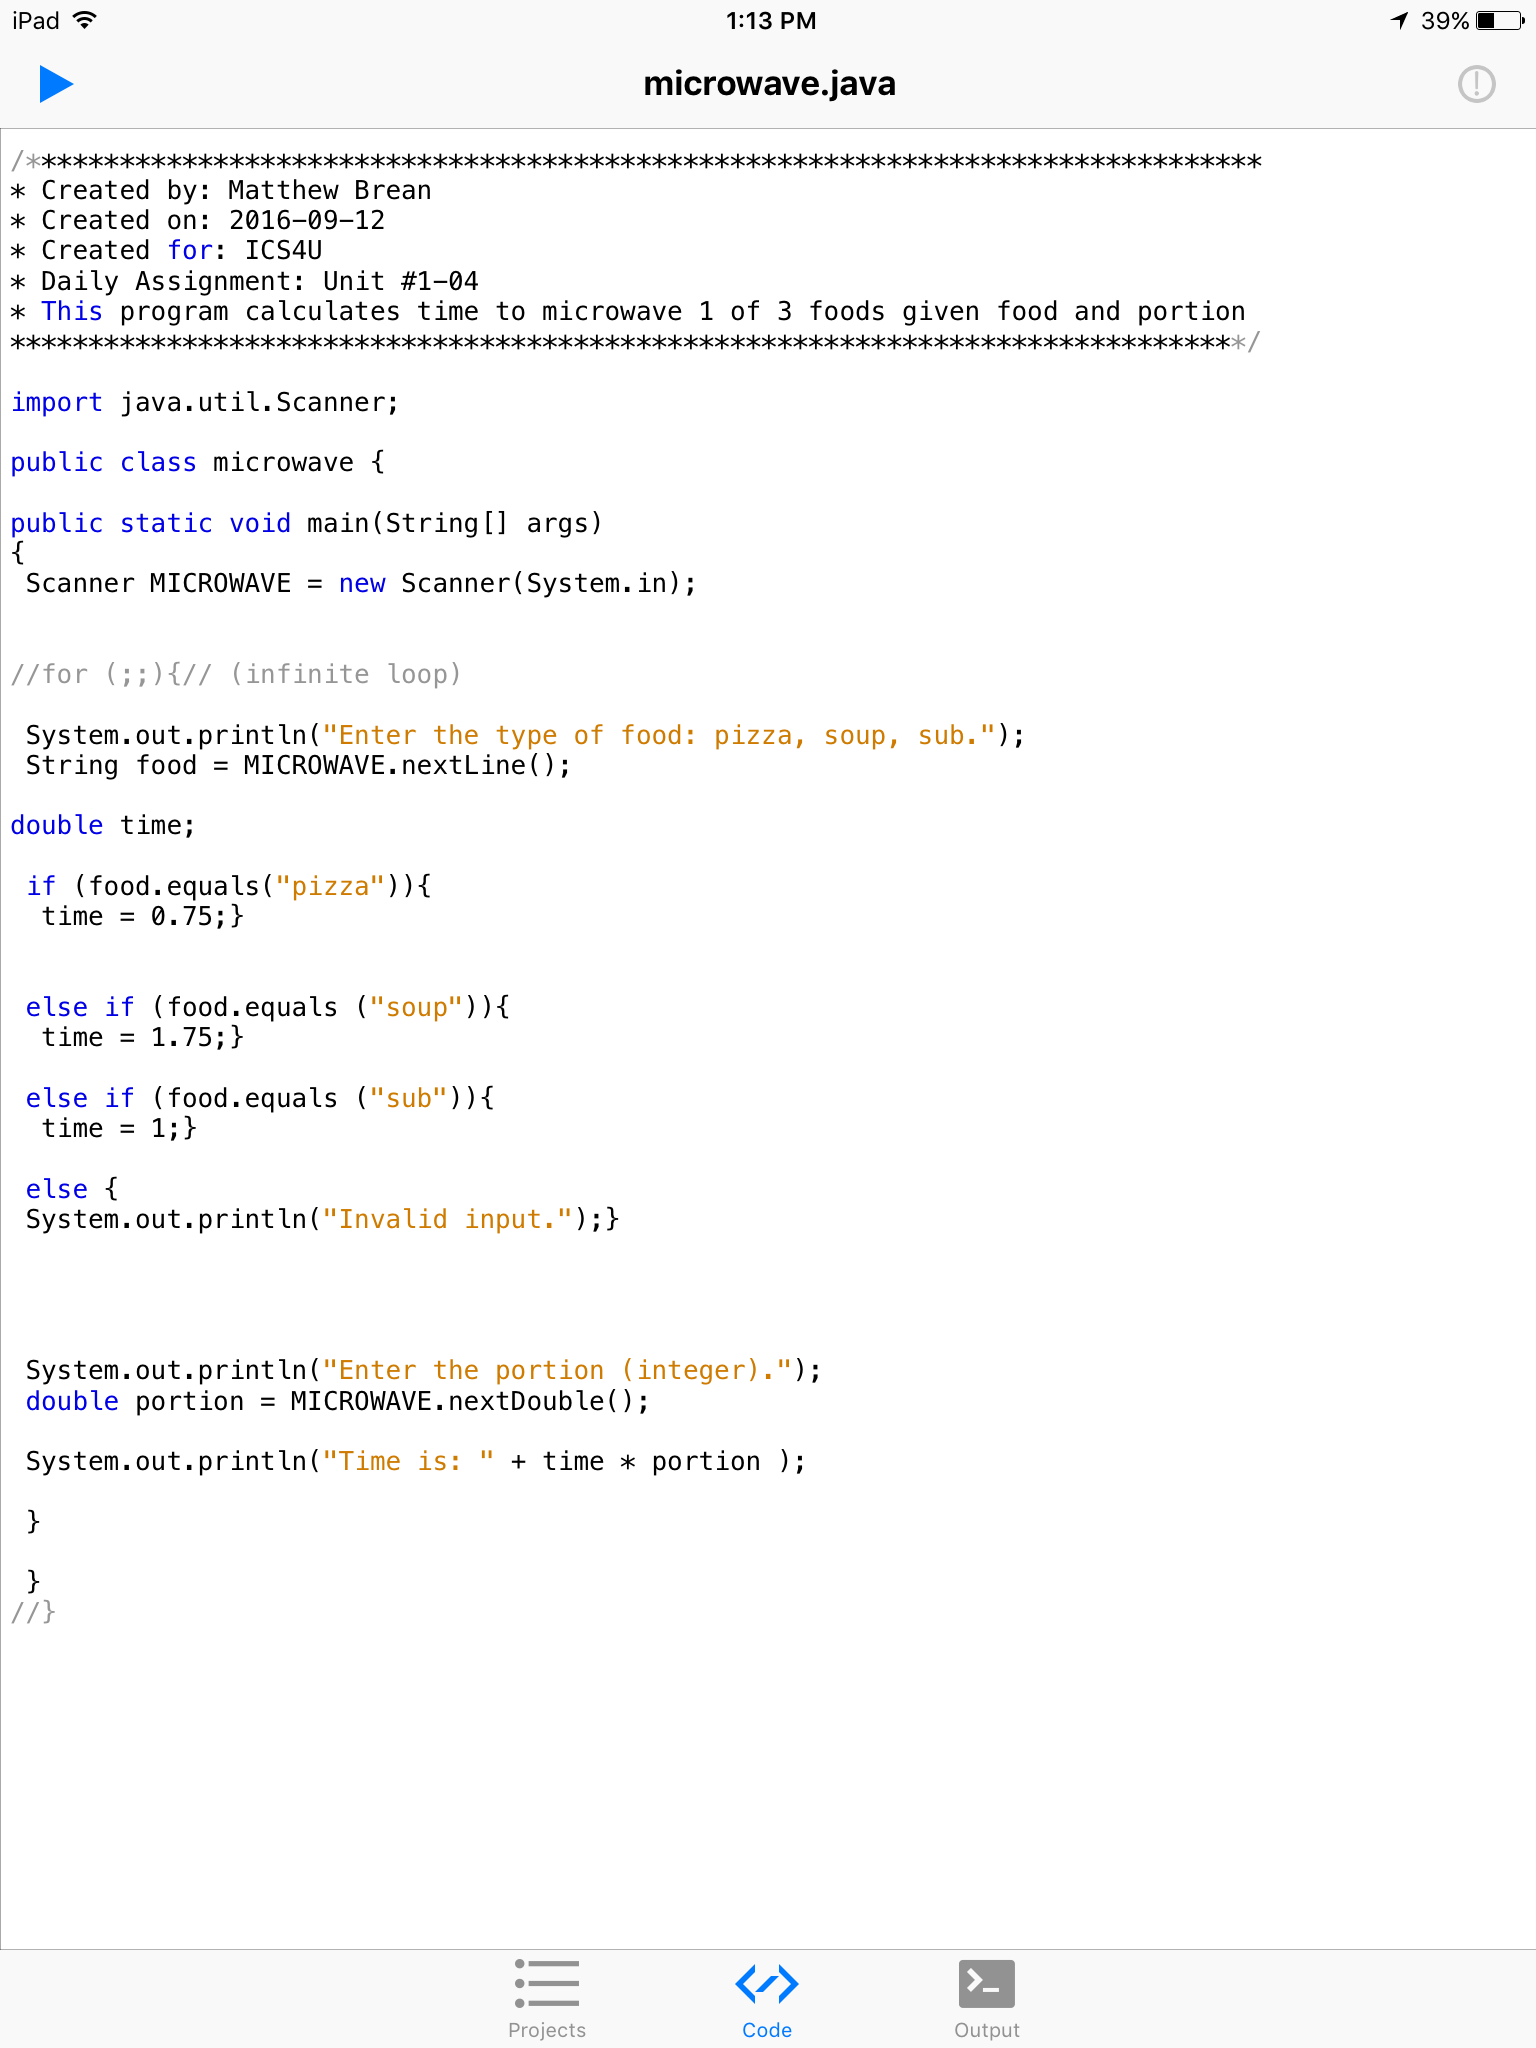 iPad 1:13 PM 39%
microwave.java
/*******************************************************************************
* Created by: Matthew Brean
* Created on: 2016-09-12
* Created for: ICS4U
* Daily Assignment: Unit #1-04
* This program calculates time to microwave 1 of 3 foods given food and portion
*******************************************************************************/
import java.util.Scanner;
public class microwave {
public static void main(String[] args)
{
Scanner MICROWAVE = new Scanner(System.in);
//for (;;){// (infinite loop)
System.out.println("Enter the type of food: pizza, soup, sub.");
String food = MICROWAVE.nextLine();
double time;
if (food.equals("pizza")){
time = 0.75;}
else if (food.equals ("soup")){
time = 1.75;}
else if (food.equals ("sub")){
time = 1;}
else {
System.out.println("Invalid input.");}
System.out.println("Enter the portion (integer).");
double portion = MICROWAVE.nextDouble();
System.out.println("Time is: " + time * portion );
}
}
//}
Projects Code Output